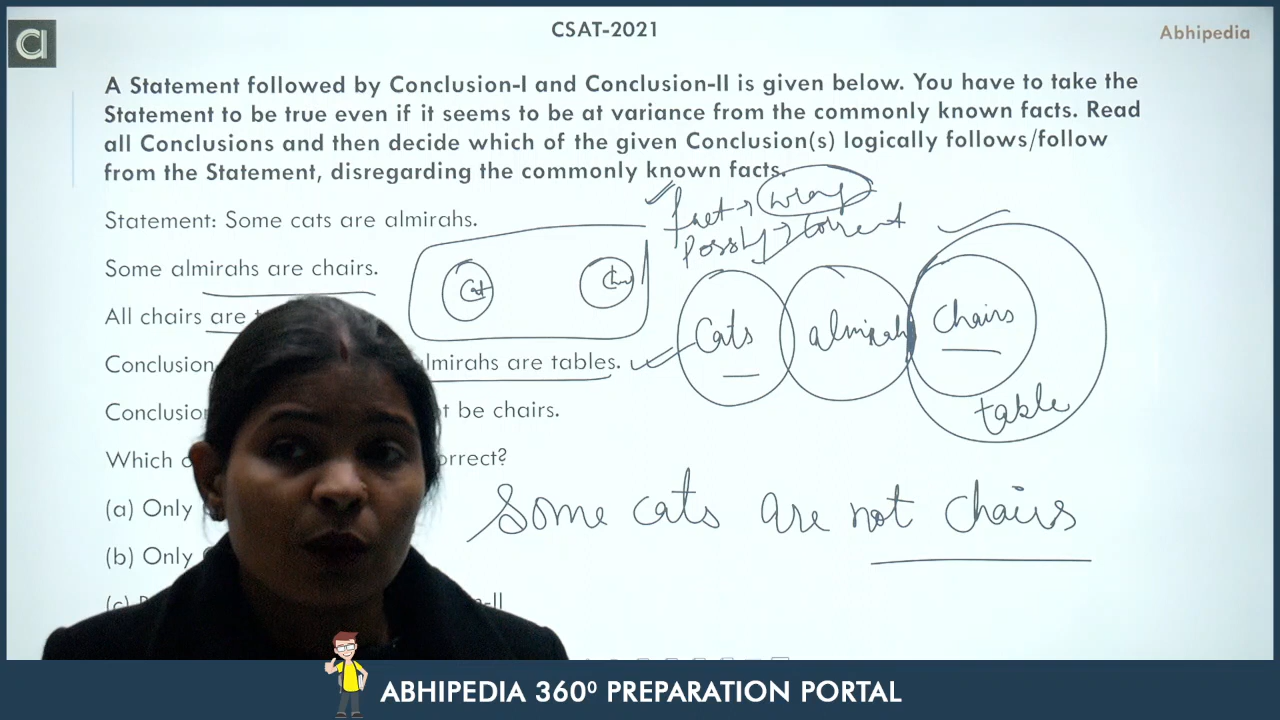 CSAT-2021
Abhipedia
A Statement followed by Conclusion-I and Conclusion-II is given below. You have to take the
Statement to be true even if it seems to be at variance from the commonly known facts. Read
all Conclusions and then decide which of the given Conclusion(s) logically follows/follow
from the Statement, disregarding the commonly known facts.
fact → wrong
Possibly → Correct
Statement: Some cats are almirahs.
Some almirahs are chairs.
Cat
All chairs are
Cats almirah chairs
table
Conclusion almirahs are tables.
Conclusion be chairs.
Which
(a) Only
Some cats are not chairs
(b) Only
(c)
-II
ABHIPEDIA 360⁰ PREPARATION PORTAL